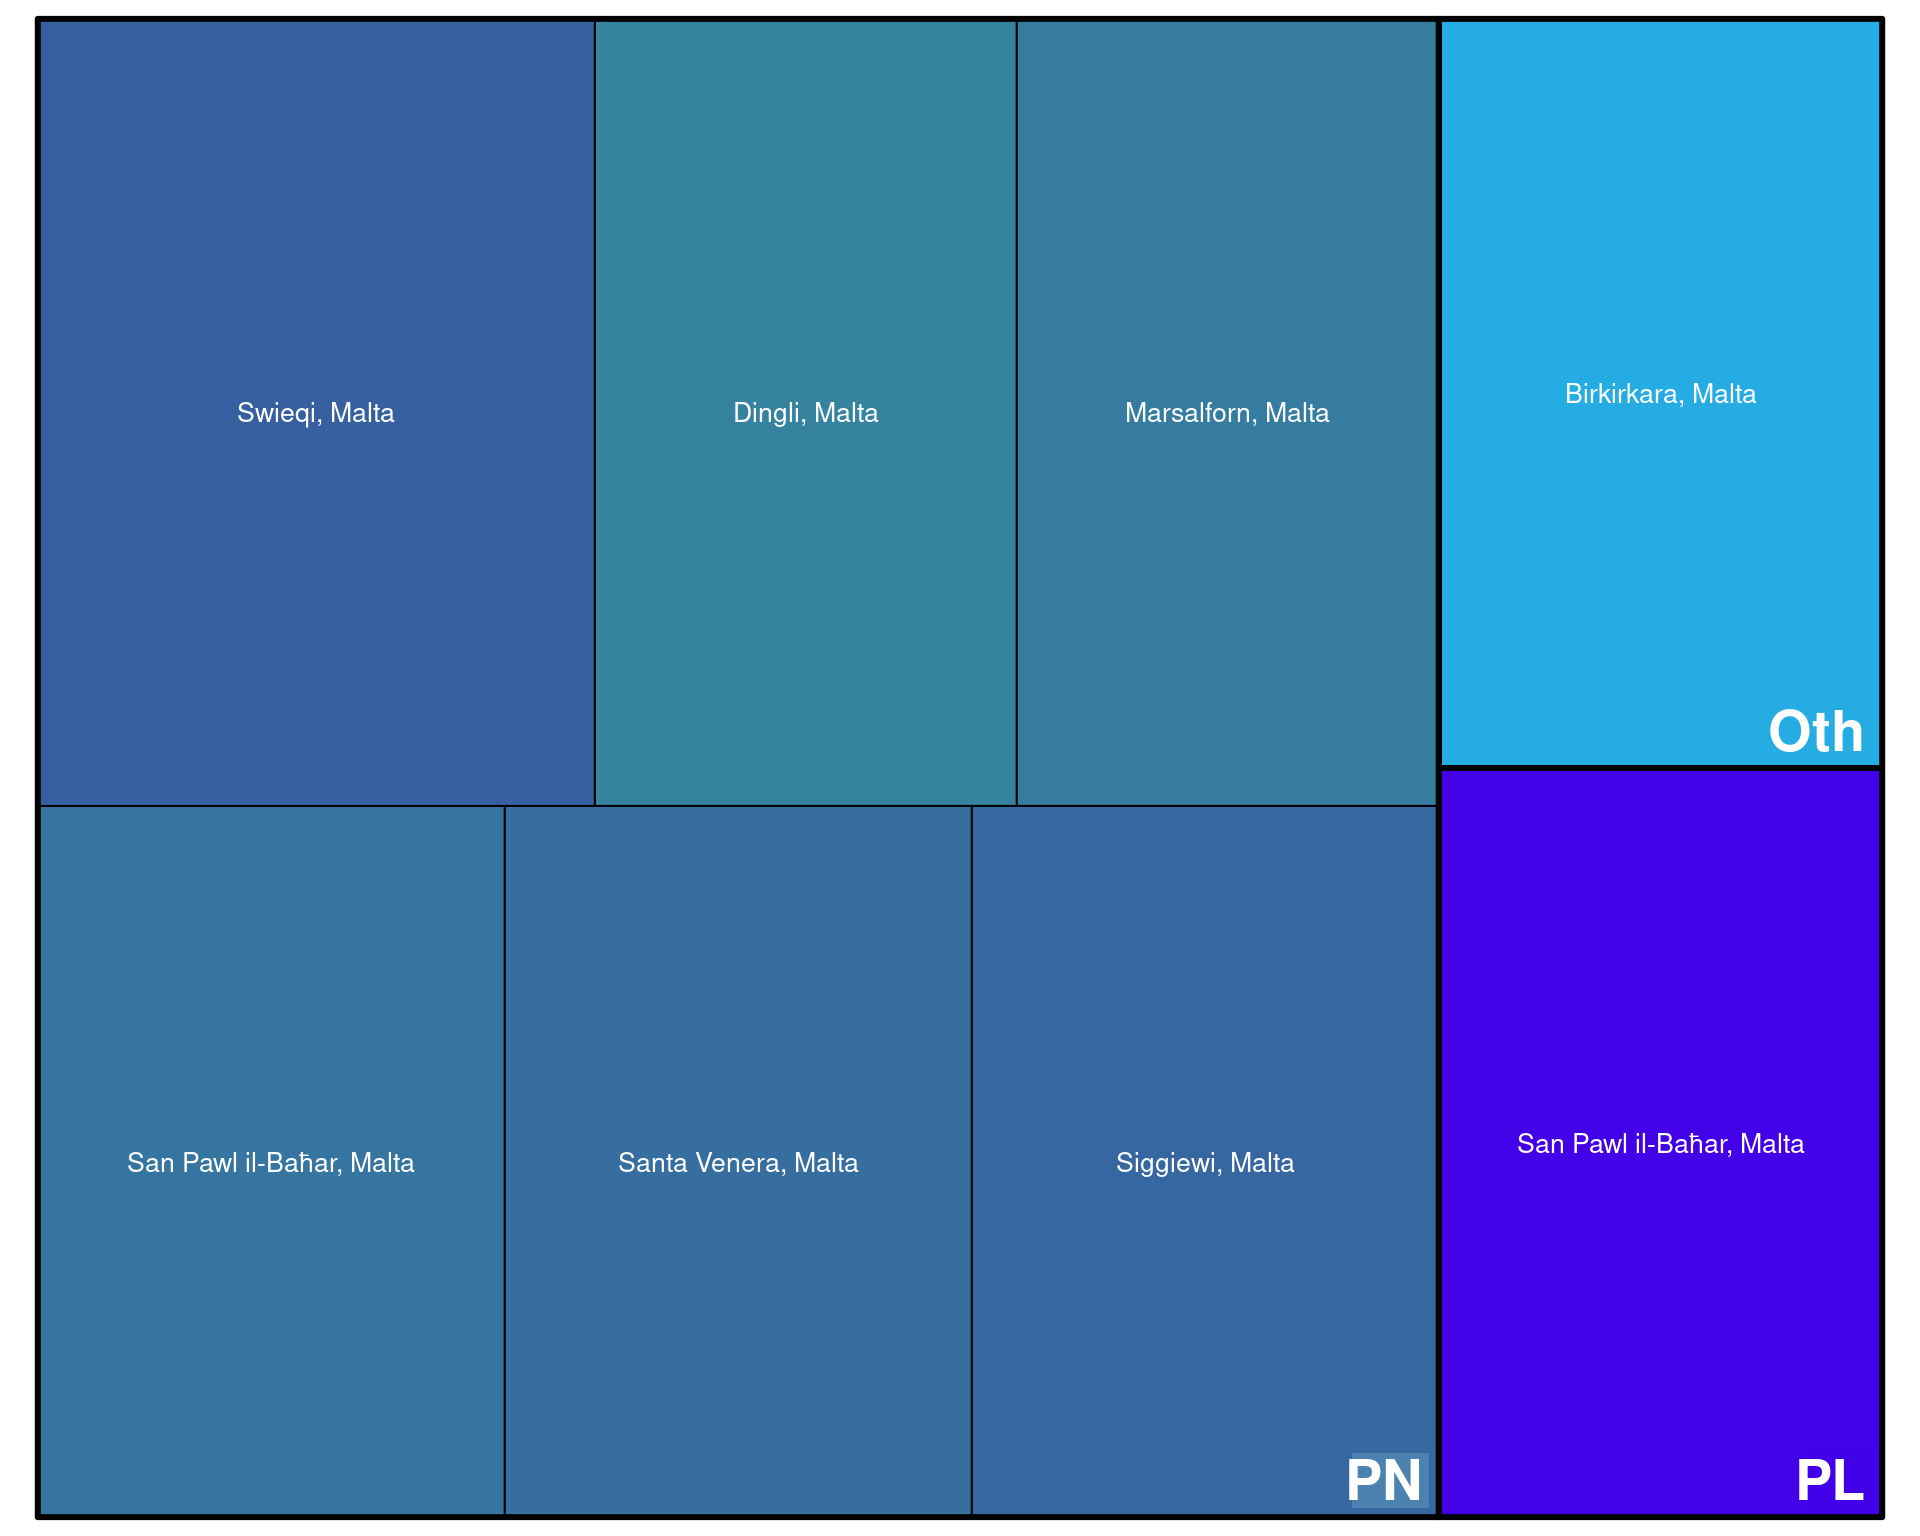 Swieqi, Malta
Dingli, Malta
Marsalforn, Malta
Birkirkara, Malta
Oth
San Pawl il-Baħar, Malta
Santa Venera, Malta
Siggiewi, Malta
PN
San Pawl il-Baħar, Malta
PL